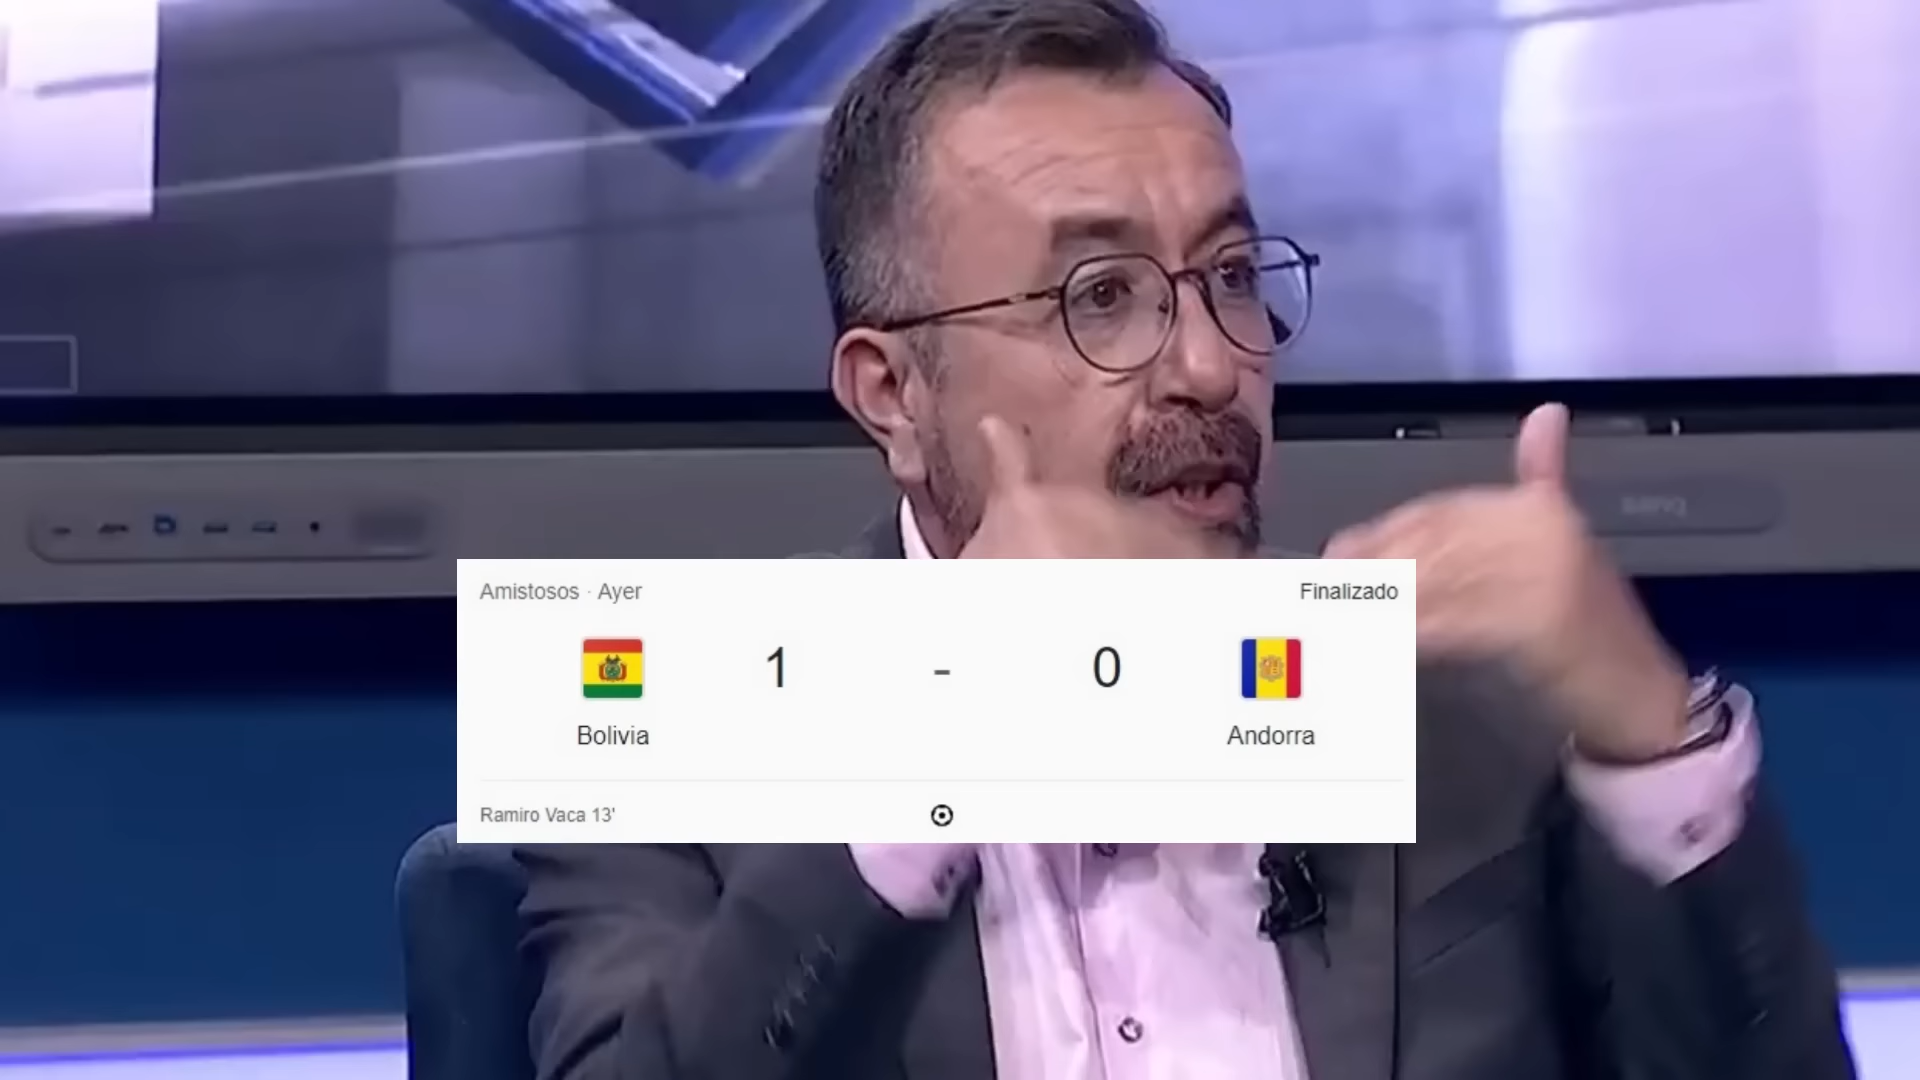 Amistosos · Ayer Finalizado
1 - 0
Bolivia Andorra
Ramiro Vaca 13'